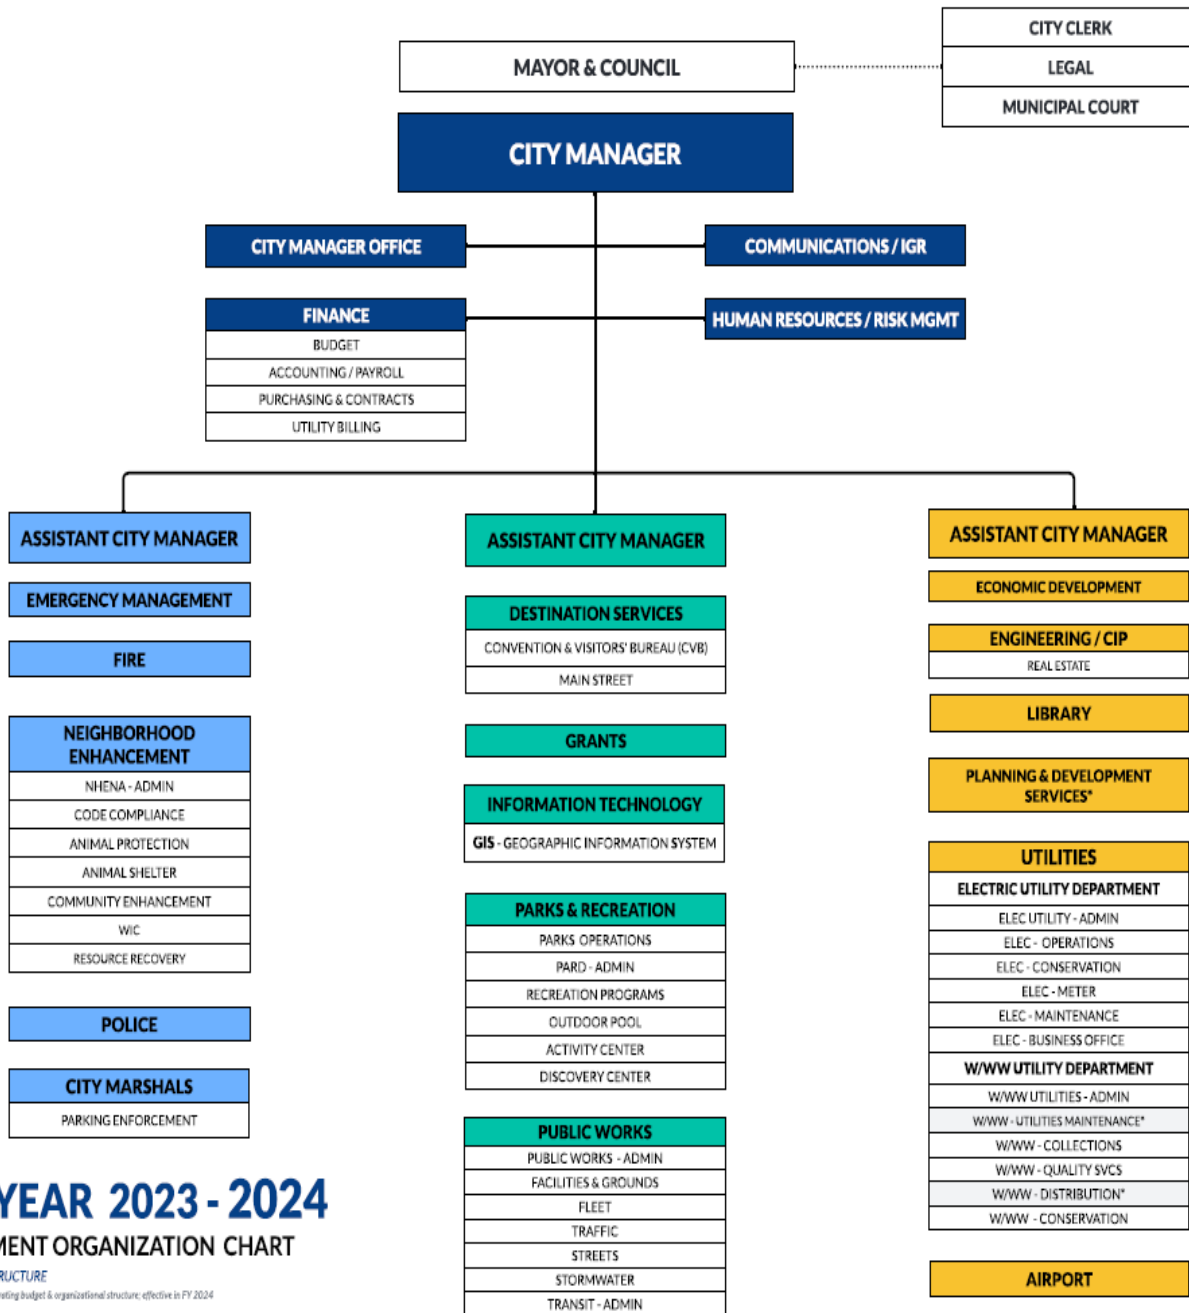 CITY CLERK
LEGAL
MUNICIPAL COURT
MAYOR & COUNCIL
CITY MANAGER
CITY MANAGER OFFICE
COMMUNICATIONS / IGR
FINANCE
BUDGET
ACCOUNTING / PAYROLL
PURCHASING & CONTRACTS
UTILITY BILLING
HUMAN RESOURCES / RISK MGMT
ASSISTANT CITY MANAGER
EMERGENCY MANAGEMENT
FIRE
NEIGHBORHOOD
ENHANCEMENT
NHENA - ADMIN
CODE COMPLIANCE
ANIMAL PROTECTION
ANIMAL SHELTER
COMMUNITY ENHANCEMENT
WIC
RESOURCE RECOVERY
POLICE
CITY MARSHALS
PARKING ENFORCEMENT
ASSISTANT CITY MANAGER
DESTINATION SERVICES
CONVENTION & VISITORS' BUREAU (CVB)
MAIN STREET
GRANTS
INFORMATION TECHNOLOGY
GIS - GEOGRAPHIC INFORMATION SYSTEM
PARKS & RECREATION
PARKS OPERATIONS
PARD - ADMIN
RECREATION PROGRAMS
OUTDOOR POOL
ACTIVITY CENTER
DISCOVERY CENTER
PUBLIC WORKS
PUBLIC WORKS - ADMIN
FACILITIES & GROUNDS
FLEET
TRAFFIC
STREETS
STORMWATER
TRANSIT - ADMIN
ASSISTANT CITY MANAGER
ECONOMIC DEVELOPMENT
ENGINEERING / CIP
REAL ESTATE
LIBRARY
PLANNING & DEVELOPMENT
SERVICES*
UTILITIES
ELECTRIC UTILITY DEPARTMENT
ELEC UTILITY - ADMIN
ELEC - OPERATIONS
ELEC - CONSERVATION
ELEC - METER
ELEC - MAINTENANCE
ELEC - BUSINESS OFFICE
W/WW UTILITY DEPARTMENT
W/WW UTILITIES - ADMIN
W/WW - UTILITIES MAINTENANCE*
W/WW - COLLECTIONS
W/WW - QUALITY SVCS
W/WW - DISTRIBUTION*
W/WW - CONSERVATION
AIRPORT
YEAR 2023 - 2024
MENT ORGANIZATION CHART
RUCTURE
rating budget & organizational structure; effective in FY 2024